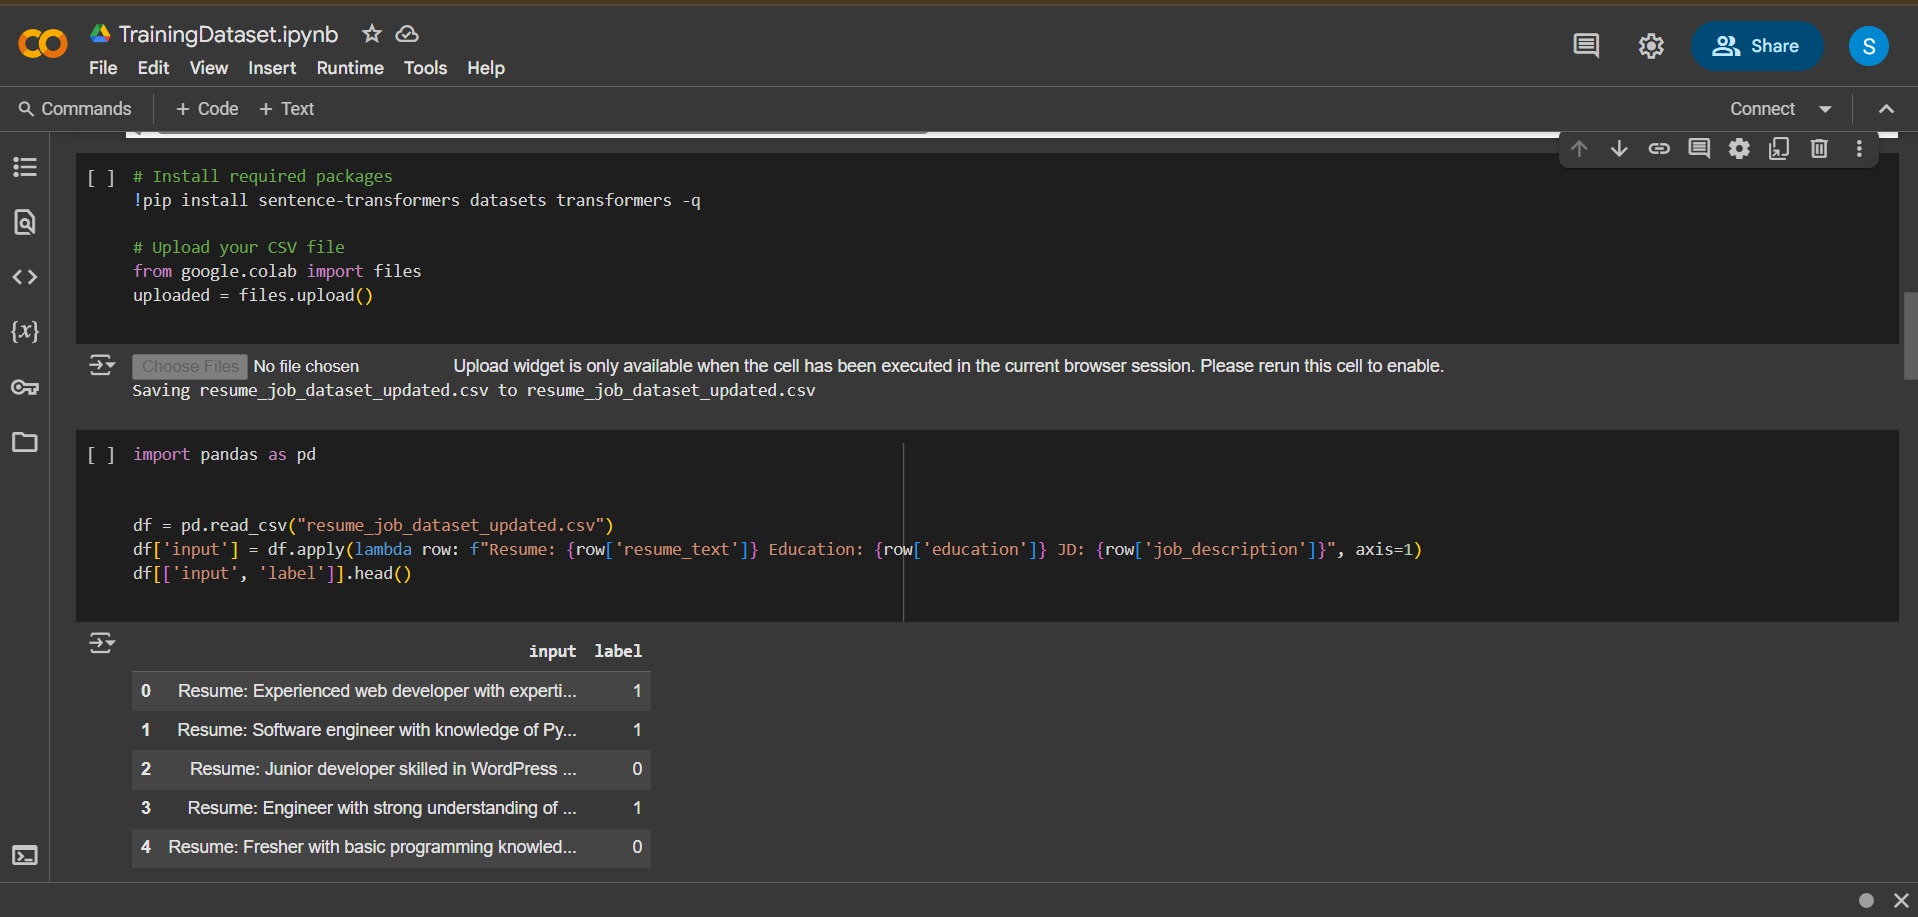 TrainingDataset.ipynb
File Edit View Insert Runtime Tools Help
Share
S
Commands + Code + Text
Connect
[ ] # Install required packages
!pip install sentence-transformers datasets transformers -q
# Upload your CSV file
from google.colab import files
uploaded = files.upload()
Choose Files No file chosen Upload widget is only available when the cell has been executed in the current browser session. Please rerun this cell to enable.
Saving resume_job_dataset_updated.csv to resume_job_dataset_updated.csv
[ ] import pandas as pd
df = pd.read_csv("resume_job_dataset_updated.csv")
df['input'] = df.apply(lambda row: f"Resume: {row['resume_text']} Education: {row['education']} JD: {row['job_description']}", axis=1)
df[['input', 'label']].head()
input label
0 Resume: Experienced web developer with experti... 1
1 Resume: Software engineer with knowledge of Py... 1
2 Resume: Junior developer skilled in WordPress ... 0
3 Resume: Engineer with strong understanding of ... 1
4 Resume: Fresher with basic programming knowled... 0